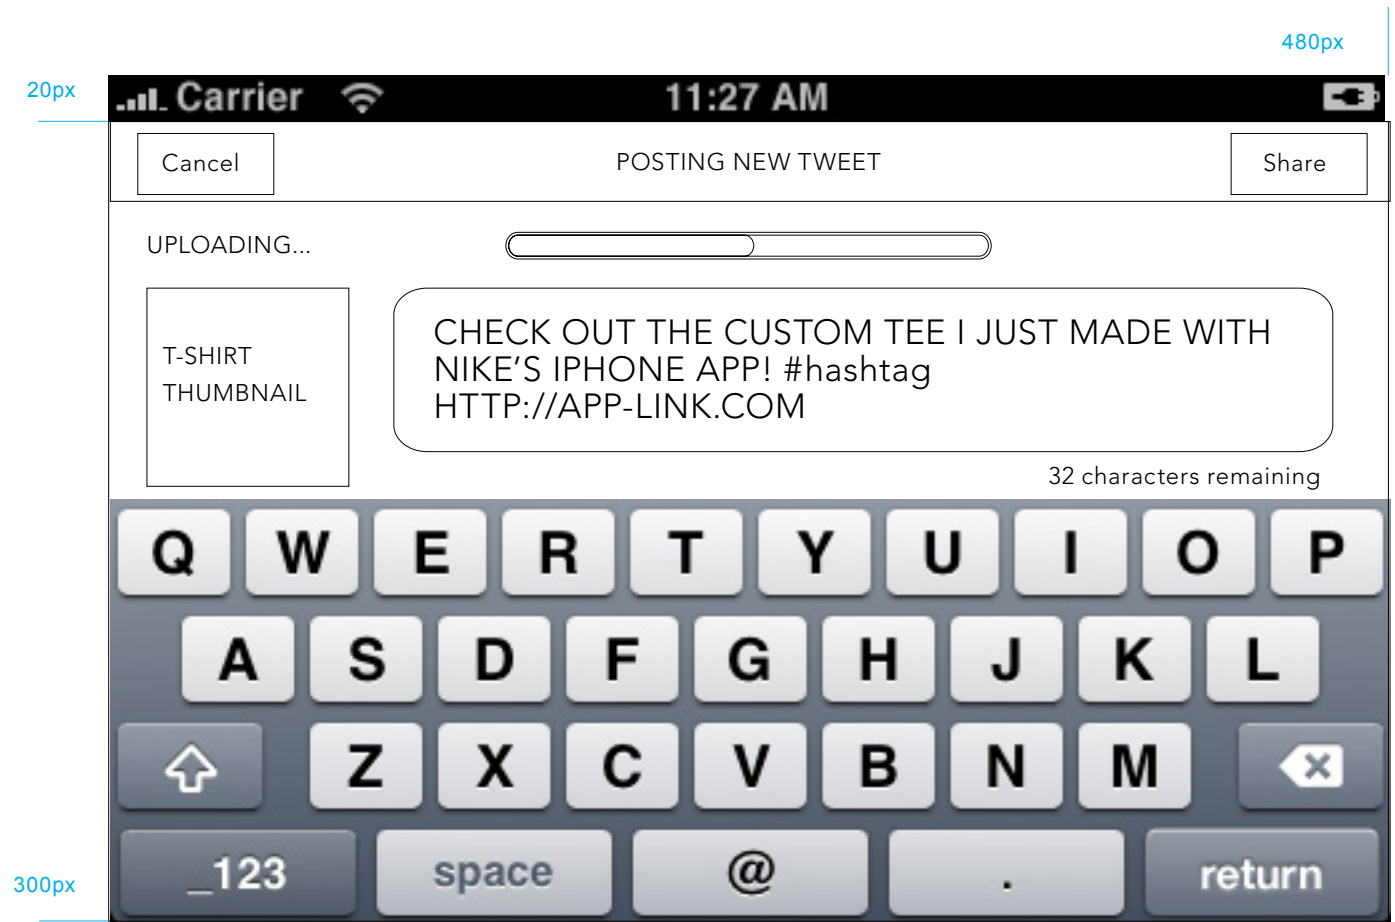 480px
20px
Carrier 11:27 AM
Cancel POSTING NEW TWEET Share
UPLOADING...
T-SHIRT
THUMBNAIL
CHECK OUT THE CUSTOM TEE I JUST MADE WITH
NIKE’S IPHONE APP! #hashtag
HTTP://APP-LINK.COM
32 characters remaining
Q W E R T Y U I O P
A S D F G H J K L
Z X C V B N M
_123 space @ . return
300px